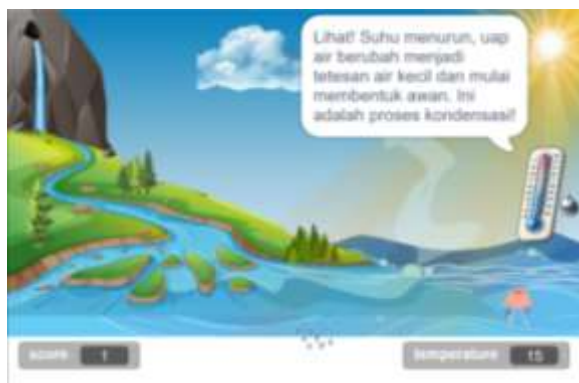 Lihat! Suhu menurun, uap
air berubah menjadi
tetesan air kecil dan mulai
membentuk awan. Ini
adalah proses kondensasi!
score 1
temperature 15